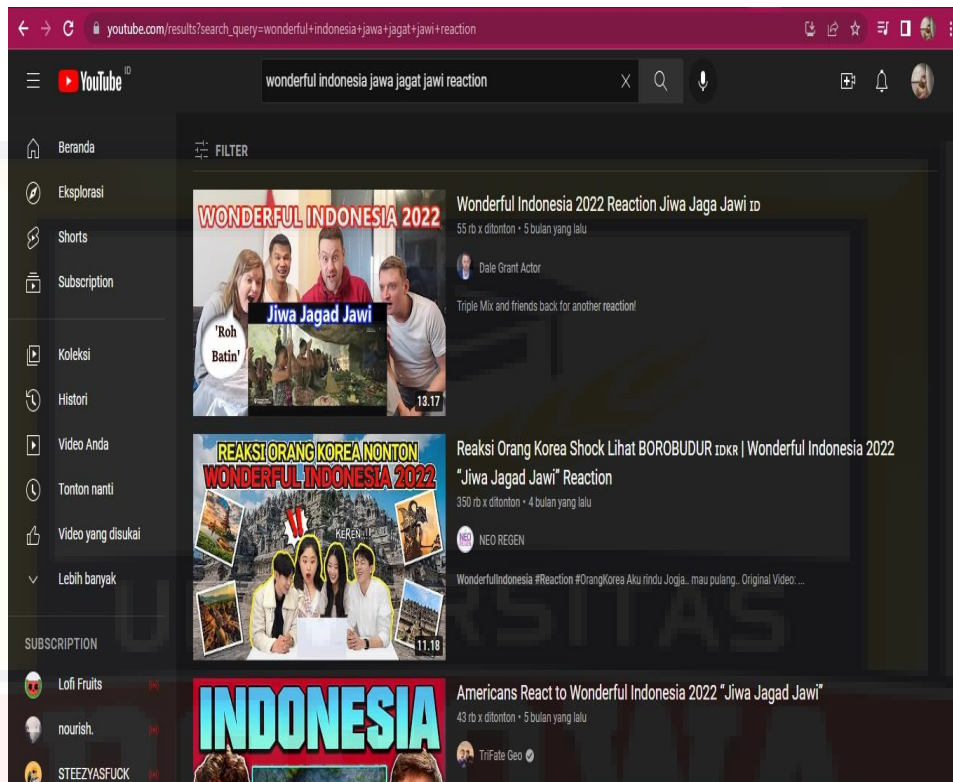 youtube.com/results?search_query=wonderful+indonesia+jawa+jagat+jawi+reaction
YouTube ID
wonderful indonesia jawa jagat jawi reaction
Beranda
Eksplorasi
Shorts
Subscription
Koleksi
Histori
Video Anda
Tonton nanti
Video yang disukai
Lebih banyak
SUBSCRIPTION
Lofi Fruits
nourish.
STEEZYASFUCK
FILTER
WONDERFUL INDONESIA 2022
Jiwa Jagad Jawi
'Roh
Batin'
13.17
Wonderful Indonesia 2022 Reaction Jiwa Jaga Jawi ID
55 rb x ditonton • 5 bulan yang lalu
Dale Grant Actor
Triple Mix and friends back for another reaction!
REAKSI ORANG KOREA NONTON
WONDERFUL INDONESIA 2022
!!
KEREN...!!
11.18
Reaksi Orang Korea Shock Lihat BOROBUDUR IDKR | Wonderful Indonesia 2022
“Jiwa Jagad Jawi” Reaction
350 rb x ditonton • 4 bulan yang lalu
NEO REGEN
NEO REGEN
WonderfulIndonesia #Reaction #OrangKorea Aku rindu Jogja.. mau pulang.. Original Video: ...
INDONESIA
Americans React to Wonderful Indonesia 2022 “Jiwa Jagad Jawi”
43 rb x ditonton • 5 bulan yang lalu
TriFate Geo